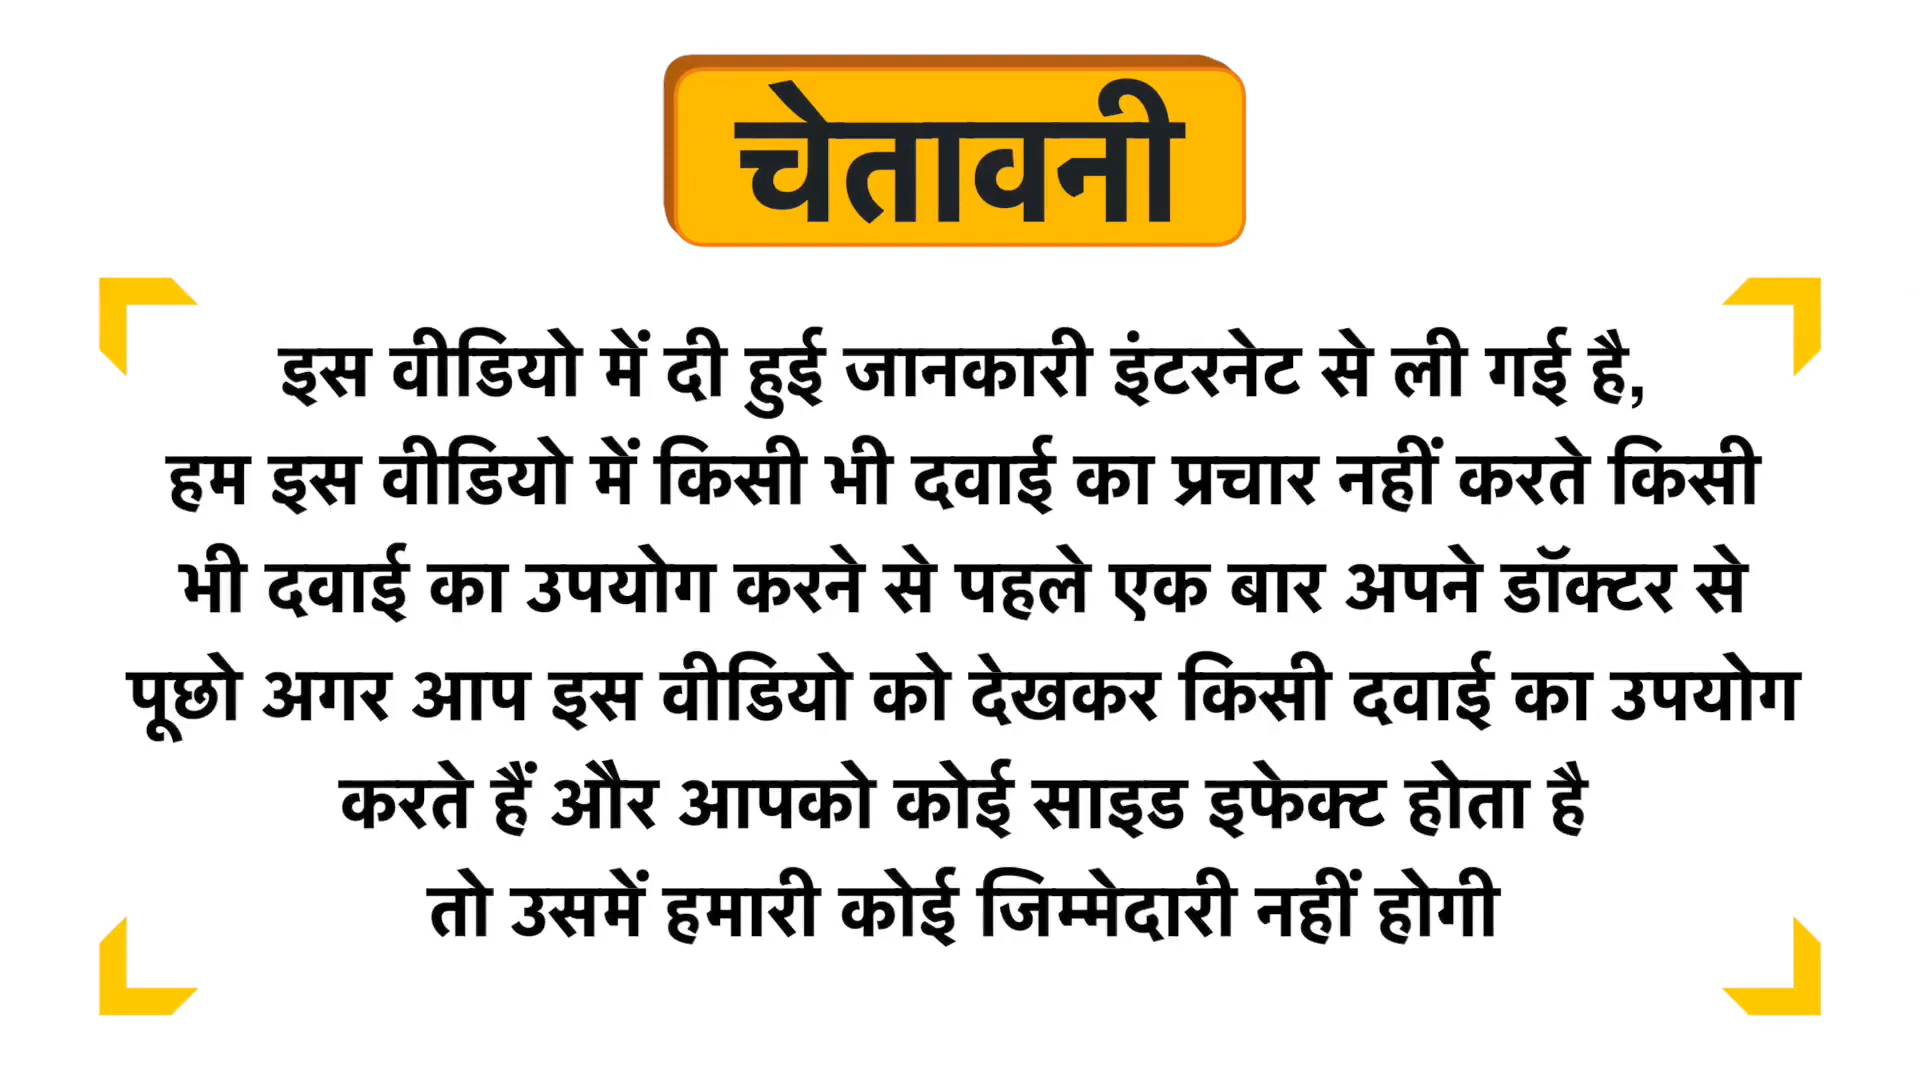 चेतावनी
इस वीडियो में दी हुई जानकारी इंटरनेट से ली गई है,
हम इस वीडियो में किसी भी दवाई का प्रचार नहीं करते किसी
भी दवाई का उपयोग करने से पहले एक बार अपने डॉक्टर से
पूछो अगर आप इस वीडियो को देखकर किसी दवाई का उपयोग
करते हैं और आपको कोई साइड इफेक्ट होता है
तो उसमें हमारी कोई जिम्मेदारी नहीं होगी